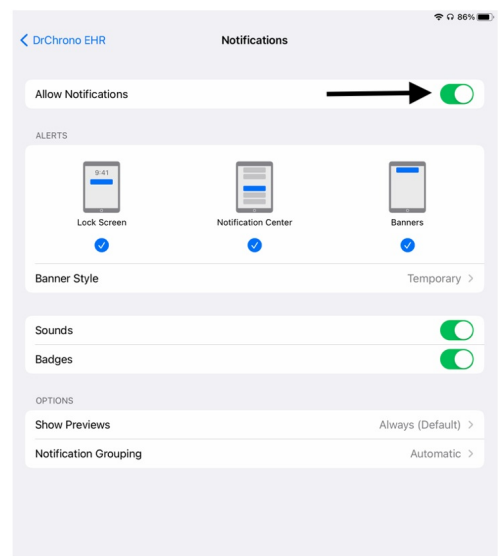 86%
DrChrono EHR Notifications
Allow Notifications
ALERTS
9:41
Lock Screen Notification Center Banners
Banner Style Temporary
Sounds
Badges
OPTIONS
Show Previews Always (Default)
Notification Grouping Automatic